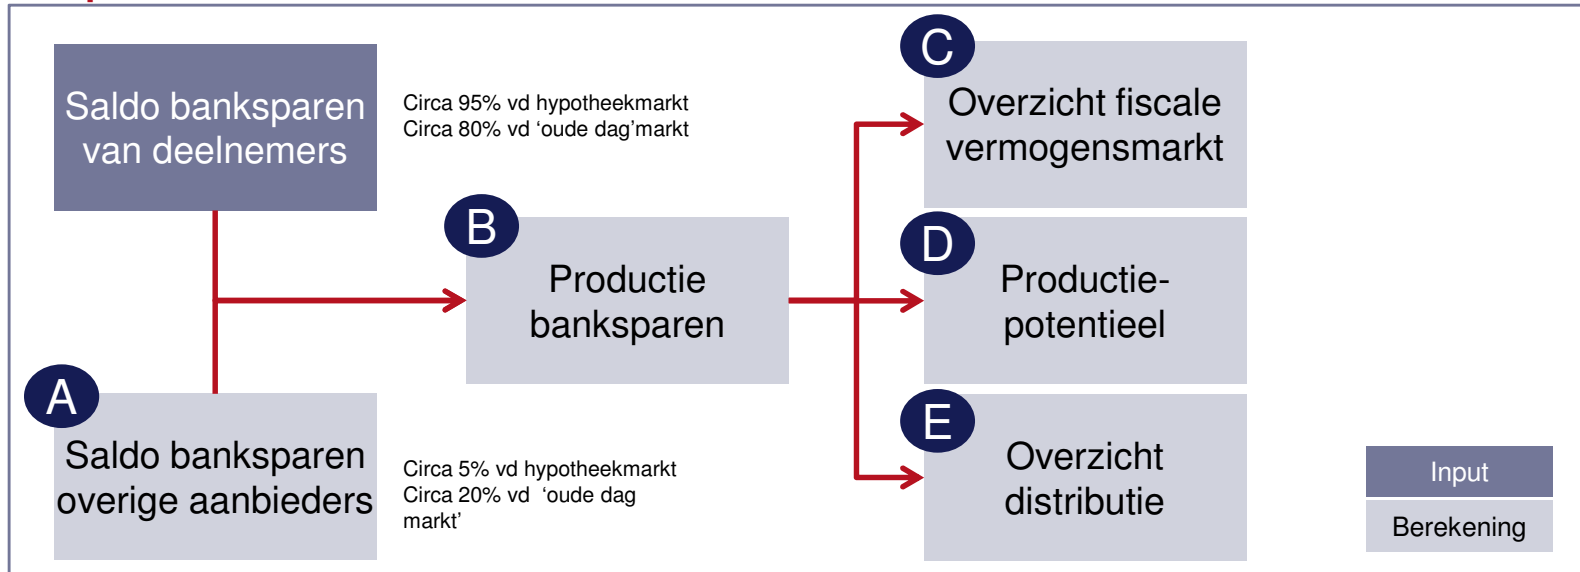 Saldo banksparen
van deelnemers
Circa 95% vd hypotheekmarkt
Circa 80% vd ‘oude dag’markt
A
Saldo banksparen
overige aanbieders
Circa 5% vd hypotheekmarkt
Circa 20% vd ‘oude dag
markt’
B
Productie
banksparen
C
Overzicht fiscale
vermogensmarkt
D
Productie-
potentieel
E
Overzicht
distributie
Input
Berekening